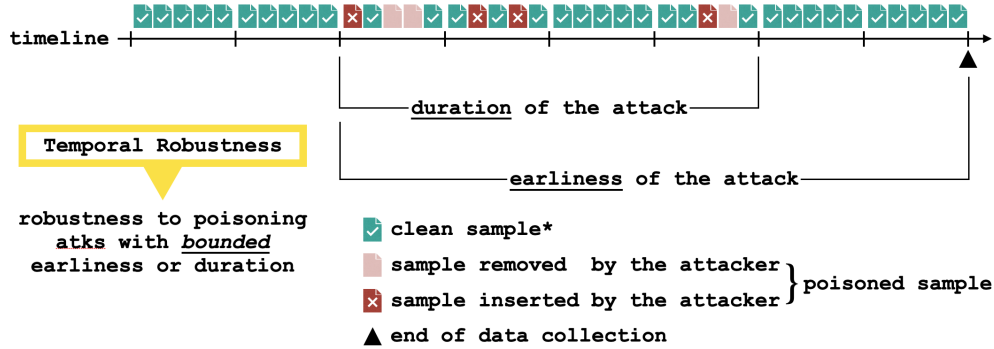 timeline
duration of the attack
Temporal Robustness
earliness of the attack
robustness to poisoning
atks with bounded
earliness or duration
clean sample*
sample removed by the attacker
sample inserted by the attacker
} poisoned sample
end of data collection